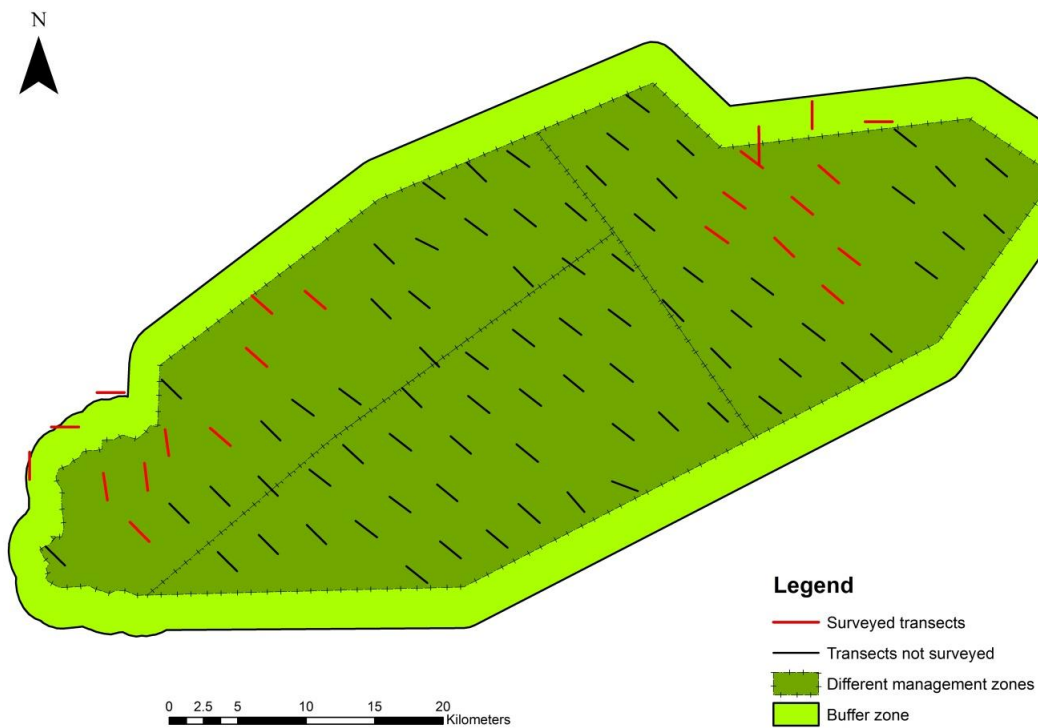 N
Legend
Surveyed transects
Transects not surveyed
Different management zones
Buffer zone
0 2.5 5 10 15 20
Kilometers